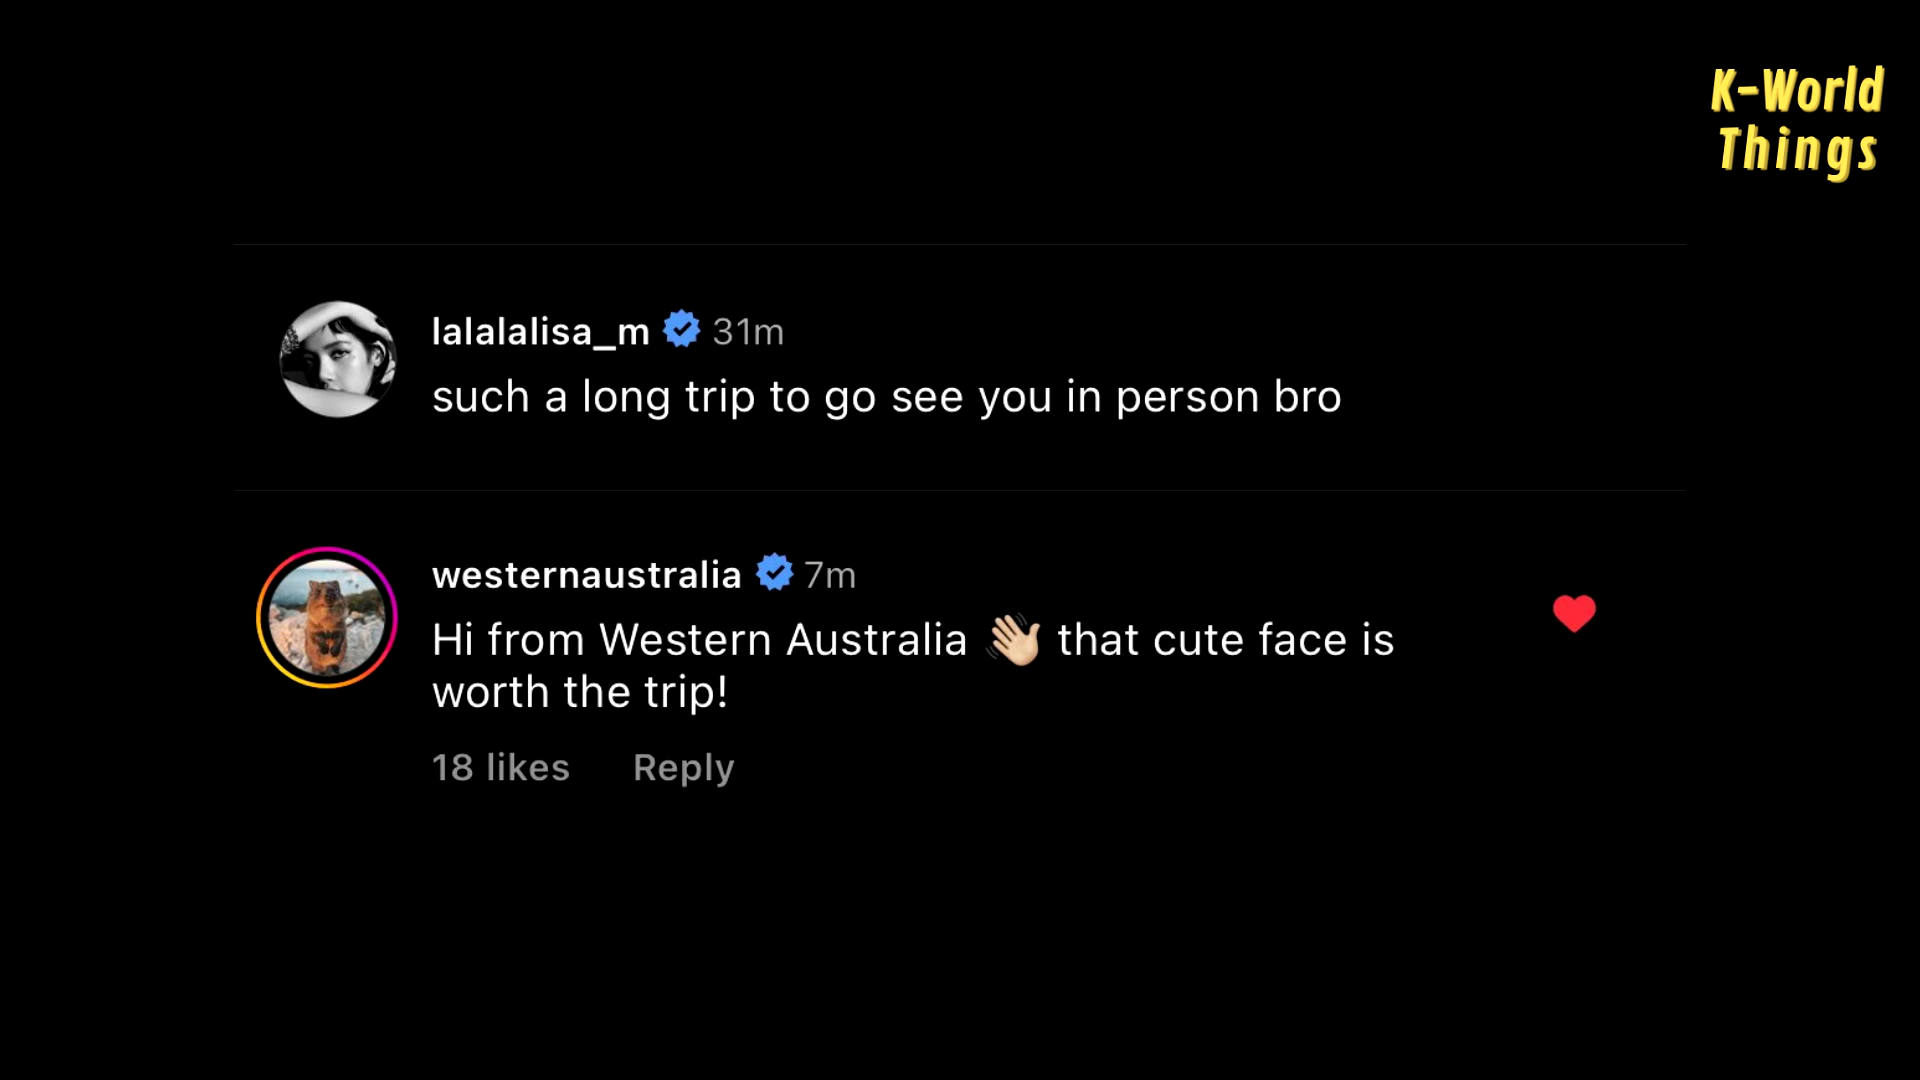 K-World
Things
lalalalisa_m 31m
such a long trip to go see you in person bro
westernaustralia 7m
Hi from Western Australia 👋🏼 that cute face is
worth the trip!
18 likes Reply